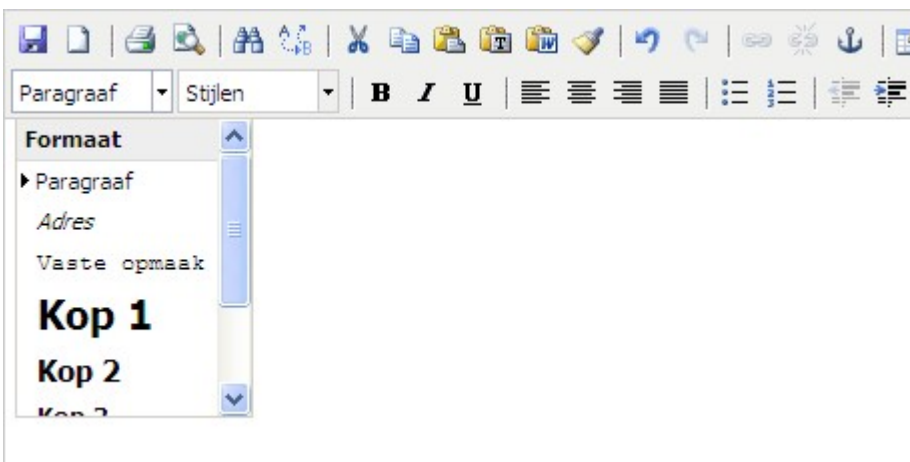 Paragraaf Stijlen B I U
Formaat
Paragraaf
Adres
Vaste opmaak
Kop 1
Kop 2